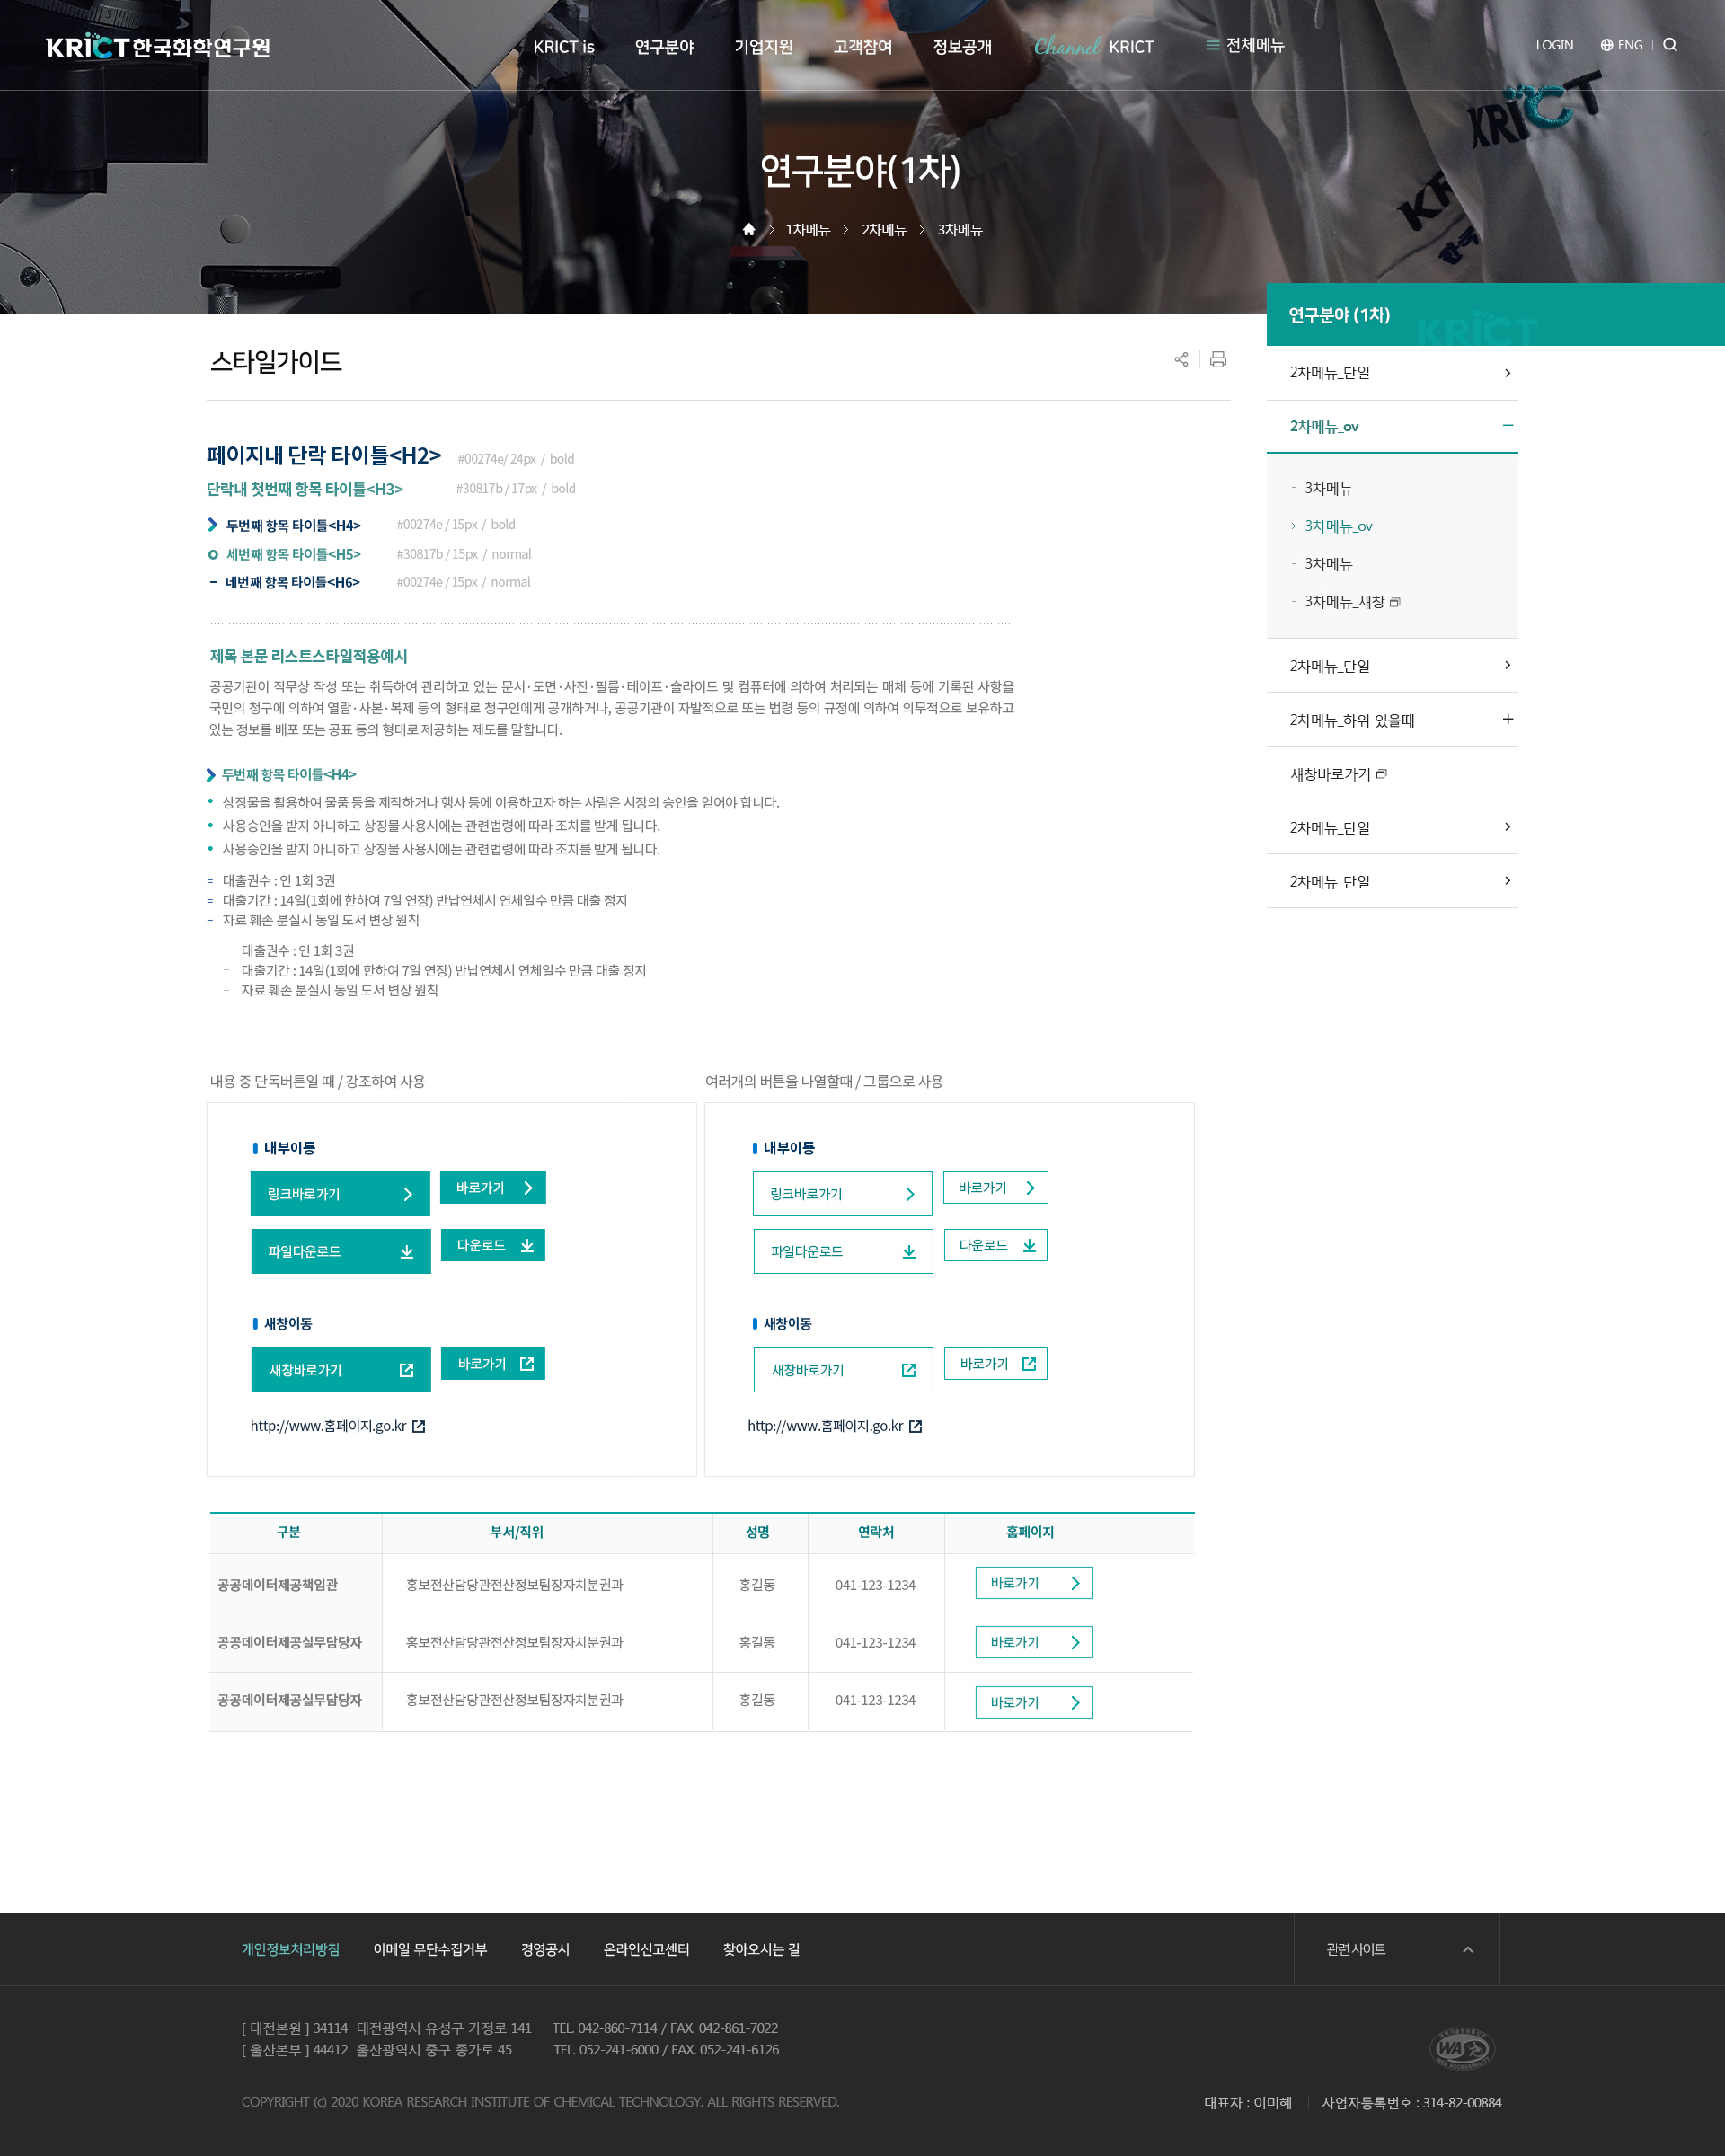 KRICT한국화학연구원
KRICT is 연구분야 기업지원 고객참여 정보공개 Channel KRICT 전체메뉴
LOGIN ENG
KRICT
연구분야(1차)
1차메뉴 2차메뉴 3차메뉴
연구분야 (1차)
KRICT
스타일가이드
2차메뉴_단일
2차메뉴_ov
3차메뉴
3차메뉴_ov
3차메뉴
3차메뉴_새창
2차메뉴_단일
2차메뉴_하위 있을때
새창바로가기
2차메뉴_단일
2차메뉴_단일
페이지내 단락 타이틀<H2> #00274e/ 24px / bold
단락내 첫번째 항목 타이틀<H3> #30817b / 17px / bold
두번째 항목 타이틀<H4> #00274e / 15px / bold
세번째 항목 타이틀<H5> #30817b / 15px / normal
네번째 항목 타이틀<H6> #00274e / 15px / normal
제목 본문 리스트스타일적용예시
공공기관이 직무상 작성 또는 취득하여 관리하고 있는 문서·도면·사진·필름·테이프·슬라이드 및 컴퓨터에 의하여 처리되는 매체 등에 기록된 사항을
국민의 청구에 의하여 열람·사본·복제 등의 형태로 청구인에게 공개하거나, 공공기관이 자발적으로 또는 법령 등의 규정에 의하여 의무적으로 보유하고
있는 정보를 배포 또는 공표 등의 형태로 제공하는 제도를 말합니다.
두번째 항목 타이틀<H4>
상징물을 활용하여 물품 등을 제작하거나 행사 등에 이용하고자 하는 사람은 시장의 승인을 얻어야 합니다.
사용승인을 받지 아니하고 상징물 사용시에는 관련법령에 따라 조치를 받게 됩니다.
사용승인을 받지 아니하고 상징물 사용시에는 관련법령에 따라 조치를 받게 됩니다.
= 대출권수 : 인 1회 3권
= 대출기간 : 14일(1회에 한하여 7일 연장) 반납연체시 연체일수 만큼 대출 정지
= 자료 훼손 분실시 동일 도서 변상 원칙
- 대출권수 : 인 1회 3권
- 대출기간 : 14일(1회에 한하여 7일 연장) 반납연체시 연체일수 만큼 대출 정지
- 자료 훼손 분실시 동일 도서 변상 원칙
내용 중 단독버튼일 때 / 강조하여 사용
내부이동
링크바로가기 바로가기
파일다운로드 다운로드
새창이동
새창바로가기 바로가기
http://www.홈페이지.go.kr
여러개의 버튼을 나열할때 / 그룹으로 사용
내부이동
링크바로가기 바로가기
파일다운로드 다운로드
새창이동
새창바로가기 바로가기
http://www.홈페이지.go.kr
구분 부서/직위 성명 연락처 홈페이지
공공데이터제공책임관 홍보전산담당관전산정보팀장자치분권과 홍길동 041-123-1234 바로가기
공공데이터제공실무담당자 홍보전산담당관전산정보팀장자치분권과 홍길동 041-123-1234 바로가기
공공데이터제공실무담당자 홍보전산담당관전산정보팀장자치분권과 홍길동 041-123-1234 바로가기
개인정보처리방침 이메일 무단수집거부 경영공시 온라인신고센터 찾아오시는 길
관련 사이트
[ 대전본원 ] 34114 대전광역시 유성구 가정로 141 TEL. 042-860-7114 / FAX. 042-861-7022
[ 울산본부 ] 44412 울산광역시 중구 종가로 45 TEL. 052-241-6000 / FAX. 052-241-6126
WA
WEB ACCESSIBILITY
COPYRIGHT (c) 2020 KOREA RESEARCH INSTITUTE OF CHEMICAL TECHNOLOGY. ALL RIGHTS RESERVED.
대표자 : 이미혜 사업자등록번호 : 314-82-00884